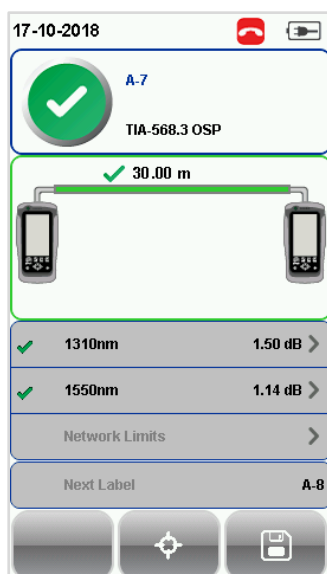 17-10-2018
A-7
TIA-568.3 OSP
30.00 m
1310nm 1.50 dB
1550nm 1.14 dB
Network Limits
Next Label A-8